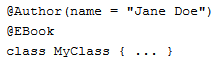 @Author(name = "Jane Doe")
@EBook
class MyClass { ... }